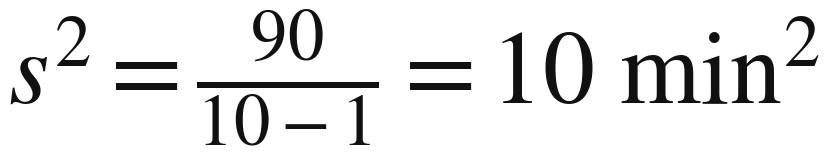 s² = 90 / (10 − 1) = 10 min²